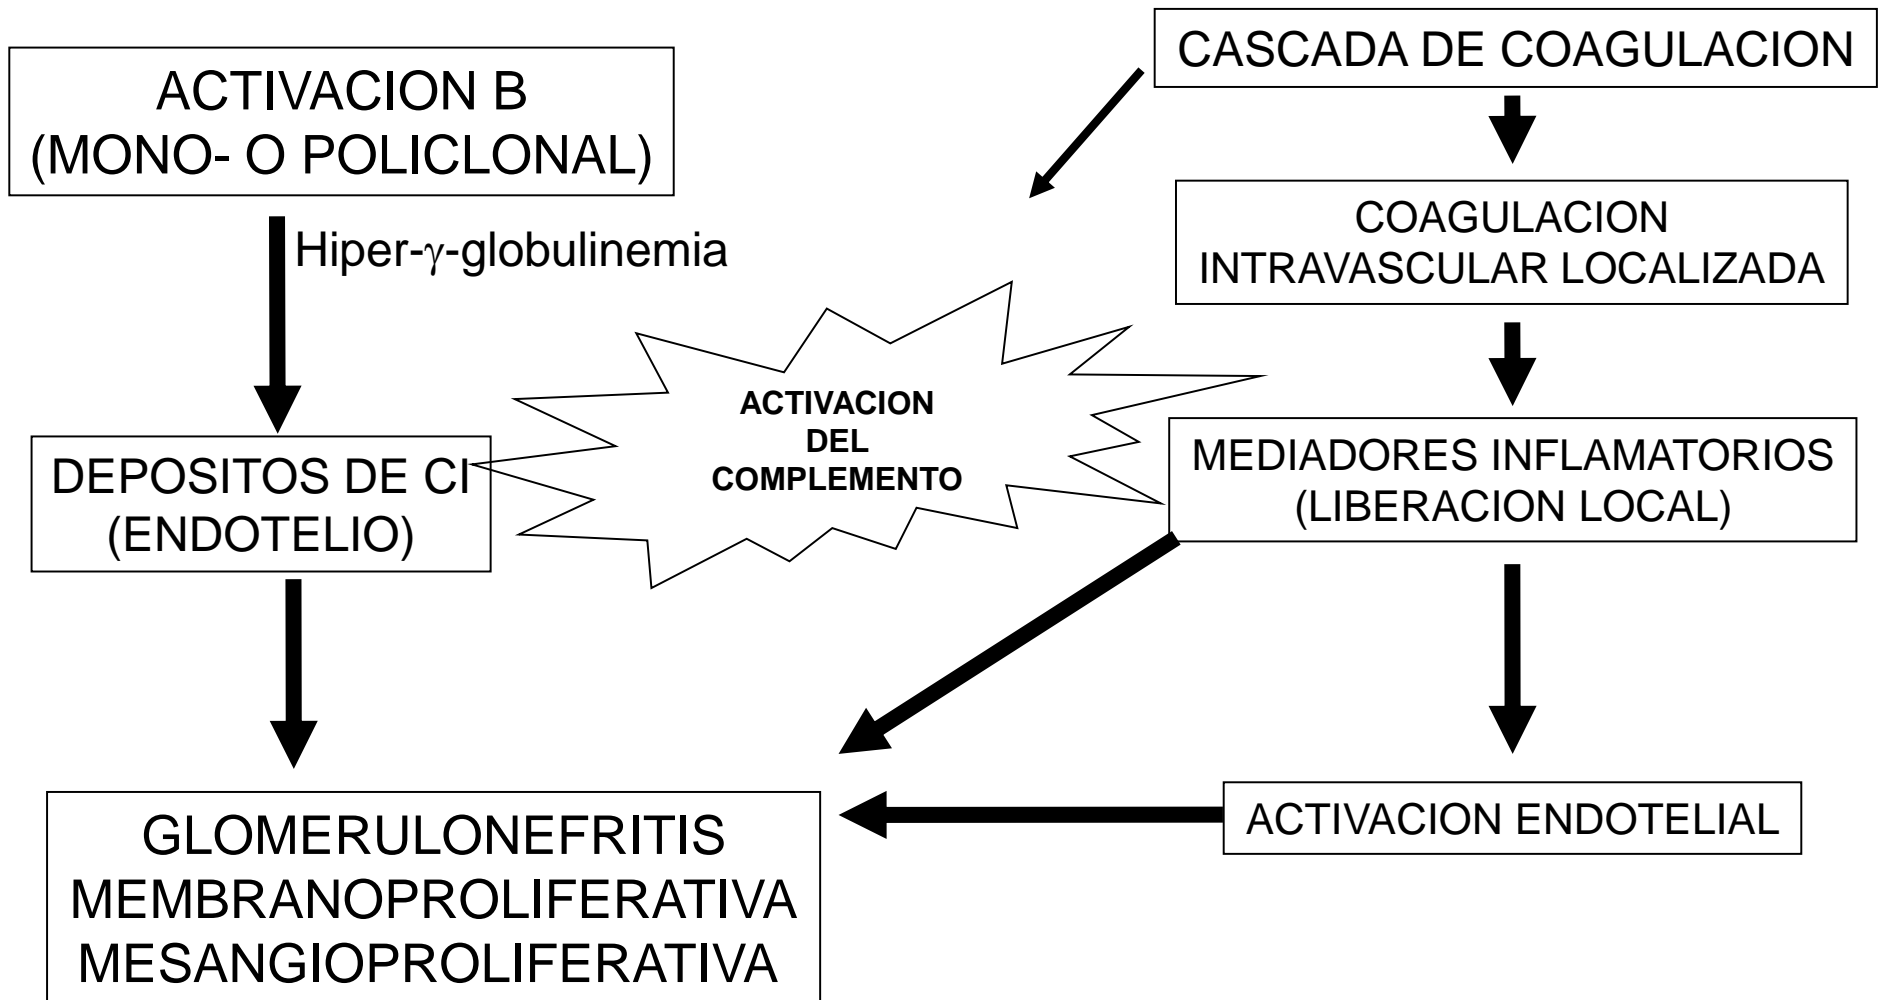 ACTIVACION B
(MONO- O POLICLONAL)
Hiper-γ-globulinemia
DEPOSITOS DE CI
(ENDOTELIO)
GLOMERULONEFRITIS
MEMBRANOPROLIFERATIVA
MESANGIOPROLIFERATIVA
ACTIVACION
DEL
COMPLEMENTO
CASCADA DE COAGULACION
COAGULACION
INTRAVASCULAR LOCALIZADA
MEDIADORES INFLAMATORIOS
(LIBERACION LOCAL)
ACTIVACION ENDOTELIAL